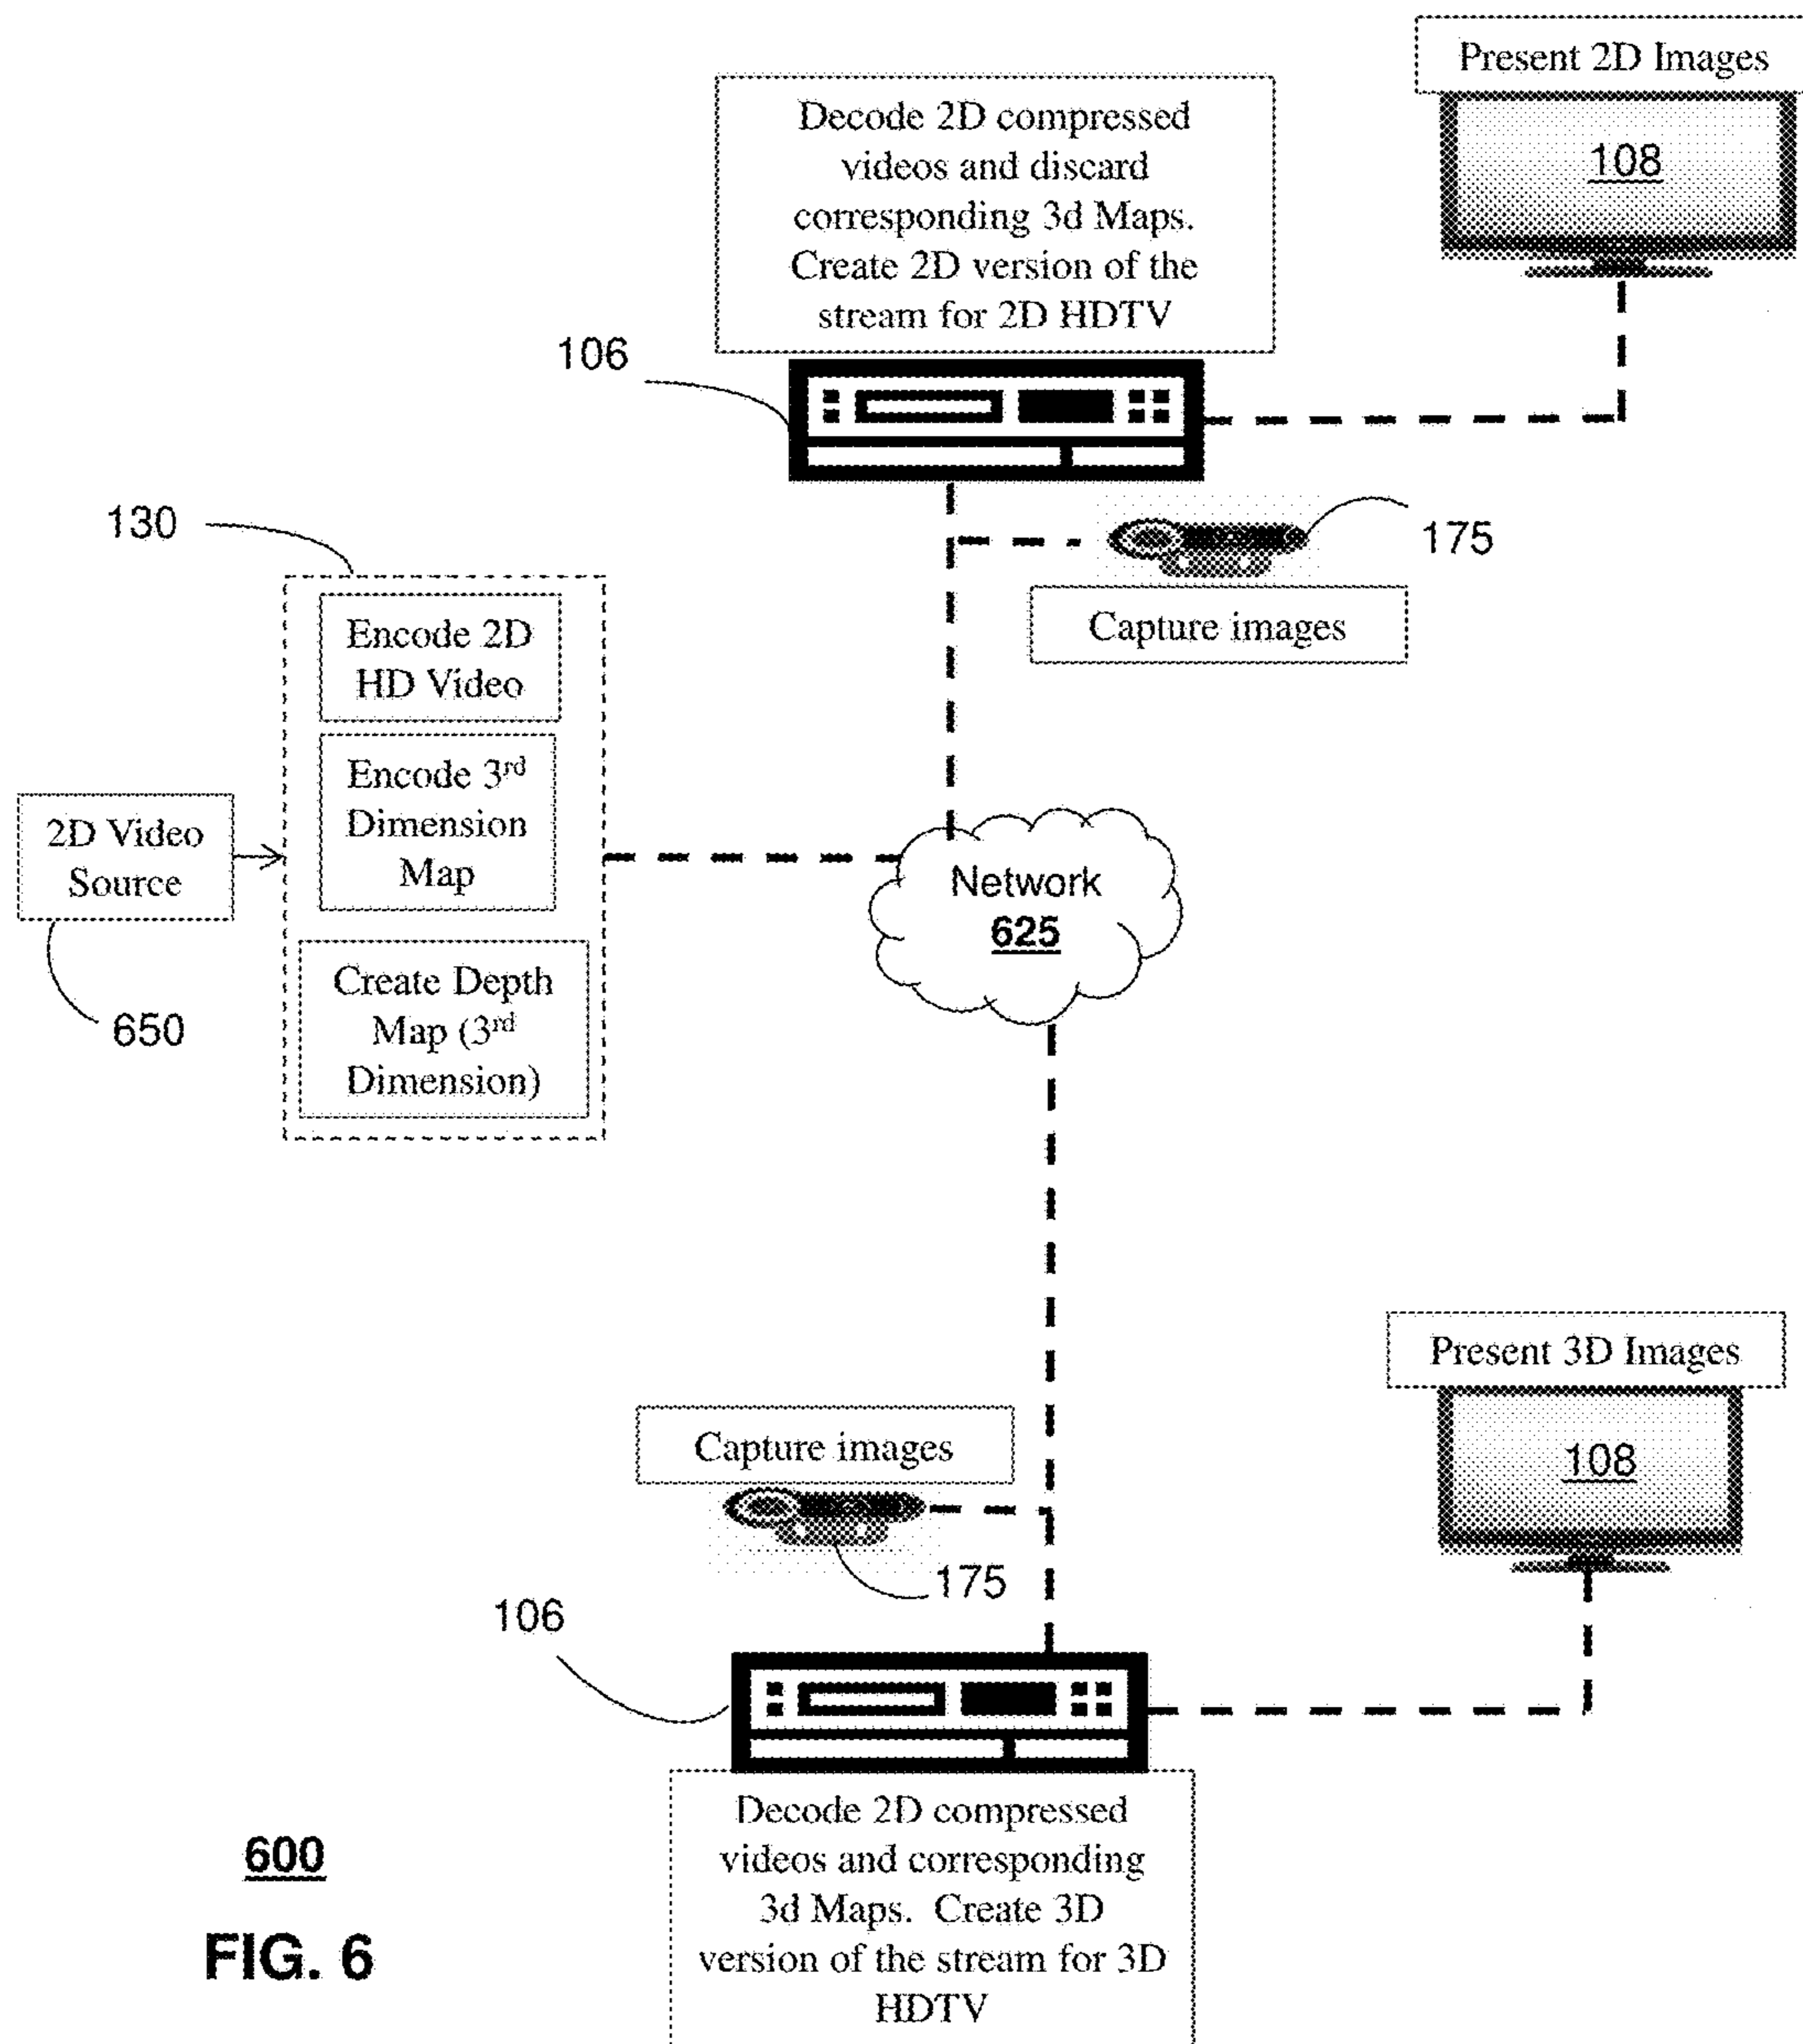 Present 2D Images
108
Decode 2D compressed
videos and discard
corresponding 3d Maps.
Create 2D version of the
stream for 2D HDTV
106
175
Capture images
130
Encode 2D
HD Video
Encode 3rd
Dimension
Map
Create Depth
Map (3rd
Dimension)
2D Video
Source
650
Network
625
Present 3D Images
108
Capture images
175
106
Decode 2D compressed
videos and corresponding
3d Maps. Create 3D
version of the stream for 3D
HDTV
600
FIG. 6